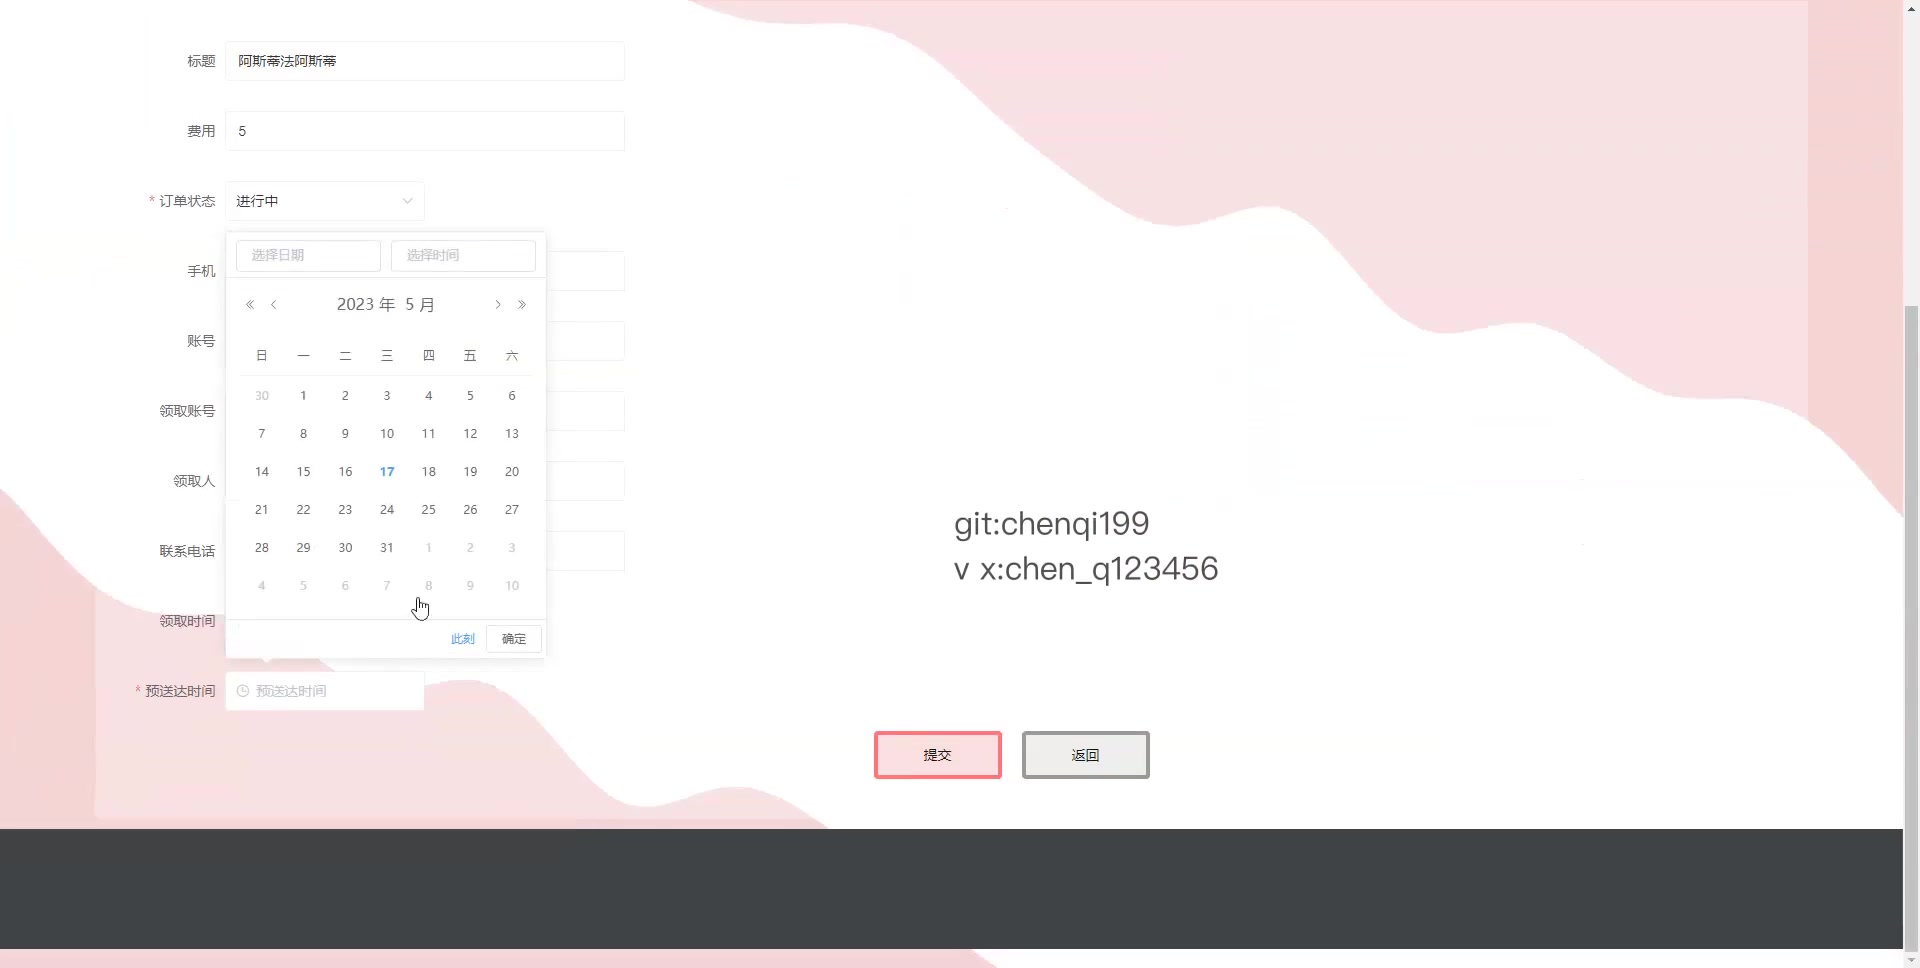 标题 阿斯蒂法阿斯蒂
费用 5
* 订单状态 进行中
选择日期 选择时间
手机
« ‹ 2023 年 5 月 › »
账号
日 一 二 三 四 五 六
30 1 2 3 4 5 6
领取账号
7 8 9 10 11 12 13
14 15 16 17 18 19 20
领取人
21 22 23 24 25 26 27
28 29 30 31 1 2 3
联系电话
4 5 6 7 8 9 10
领取时间
此刻 确定
* 预送达时间 预送达时间
git:chenqi199
v x:chen_q123456
提交 返回